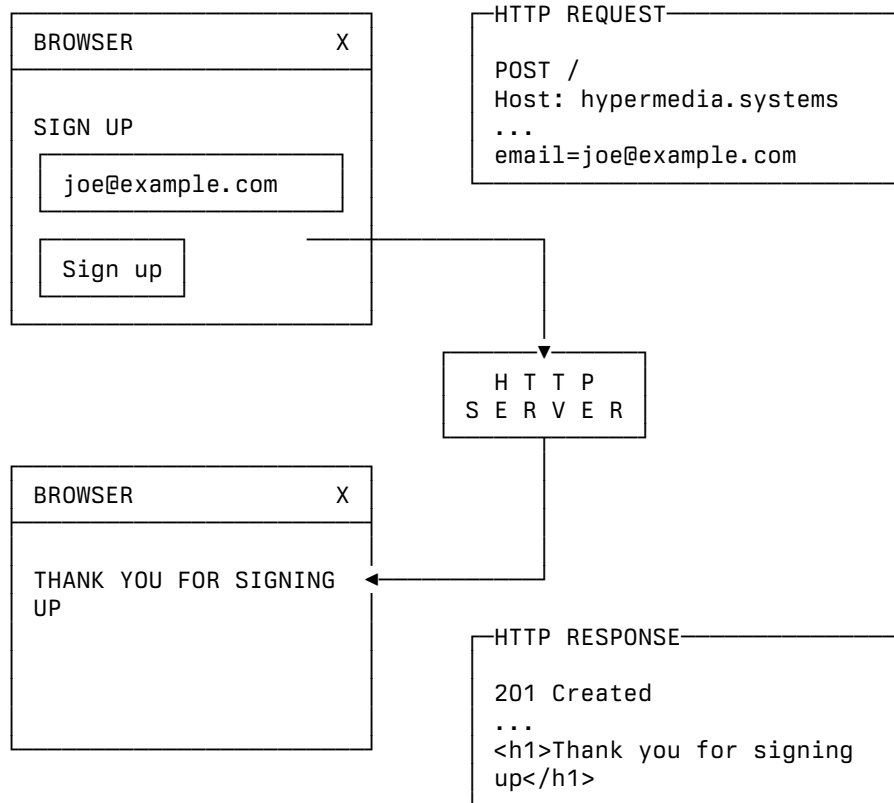 BROWSER X
SIGN UP
joe@example.com
Sign up
HTTP REQUEST
POST /
Host: hypermedia.systems
...
email=joe@example.com
H T T P
S E R V E R
BROWSER X
THANK YOU FOR SIGNING
UP
HTTP RESPONSE
201 Created
...
<h1>Thank you for signing
up</h1>